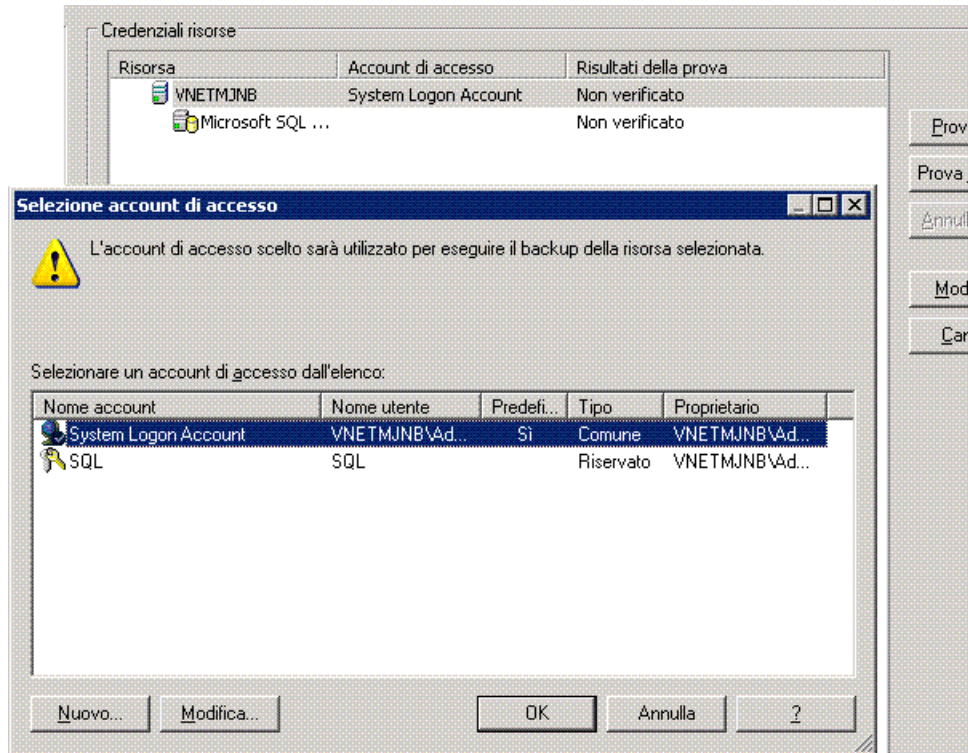 Credenziali risorse
Risorsa Account di accesso Risultati della prova
VNETMJNB System Logon Account Non verificato
Microsoft SQL ... Non verificato
Prov
Prova
Annull
Mod
Car
Selezione account di accesso
L'account di accesso scelto sarà utilizzato per eseguire il backup della risorsa selezionata.
Selezionare un account di accesso dall'elenco:
Nome account Nome utente Predefi... Tipo Proprietario
System Logon Account VNETMJNB\Ad... Sì Comune VNETMJNB\Ad...
SQL SQL Riservato VNETMJNB\Ad...
Nuovo... Modifica... OK Annulla ?